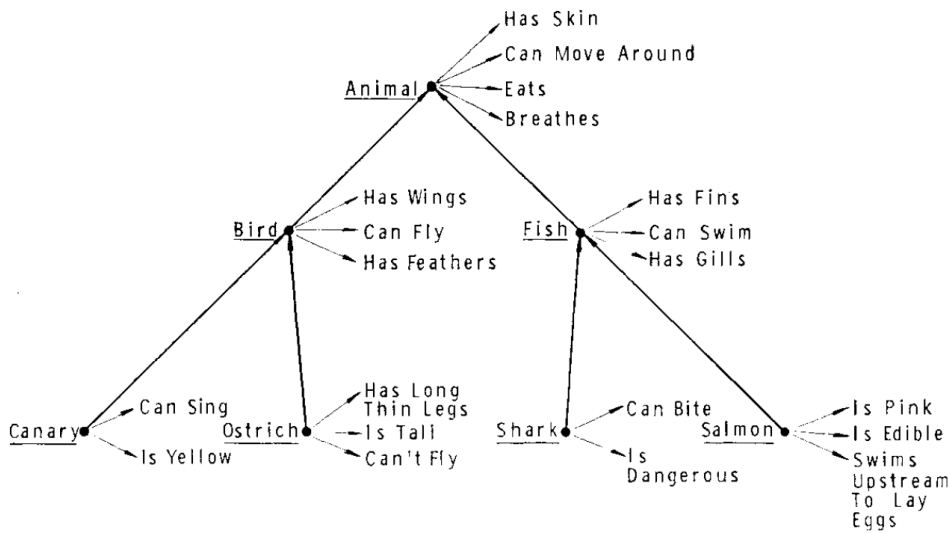 Has Skin
Can Move Around
Animal
Eats
Breathes
Has Wings
Has Fins
Bird
Can Fly
Fish
Can Swim
Has Feathers
Has Gills
Has Long
Thin Legs
Can Sing
Can Bite
Is Pink
Canary
Ostrich
Is Tall
Shark
Salmon
Is Edible
Is Yellow
Can't Fly
Is
Dangerous
Swims
Upstream
To Lay
Eggs